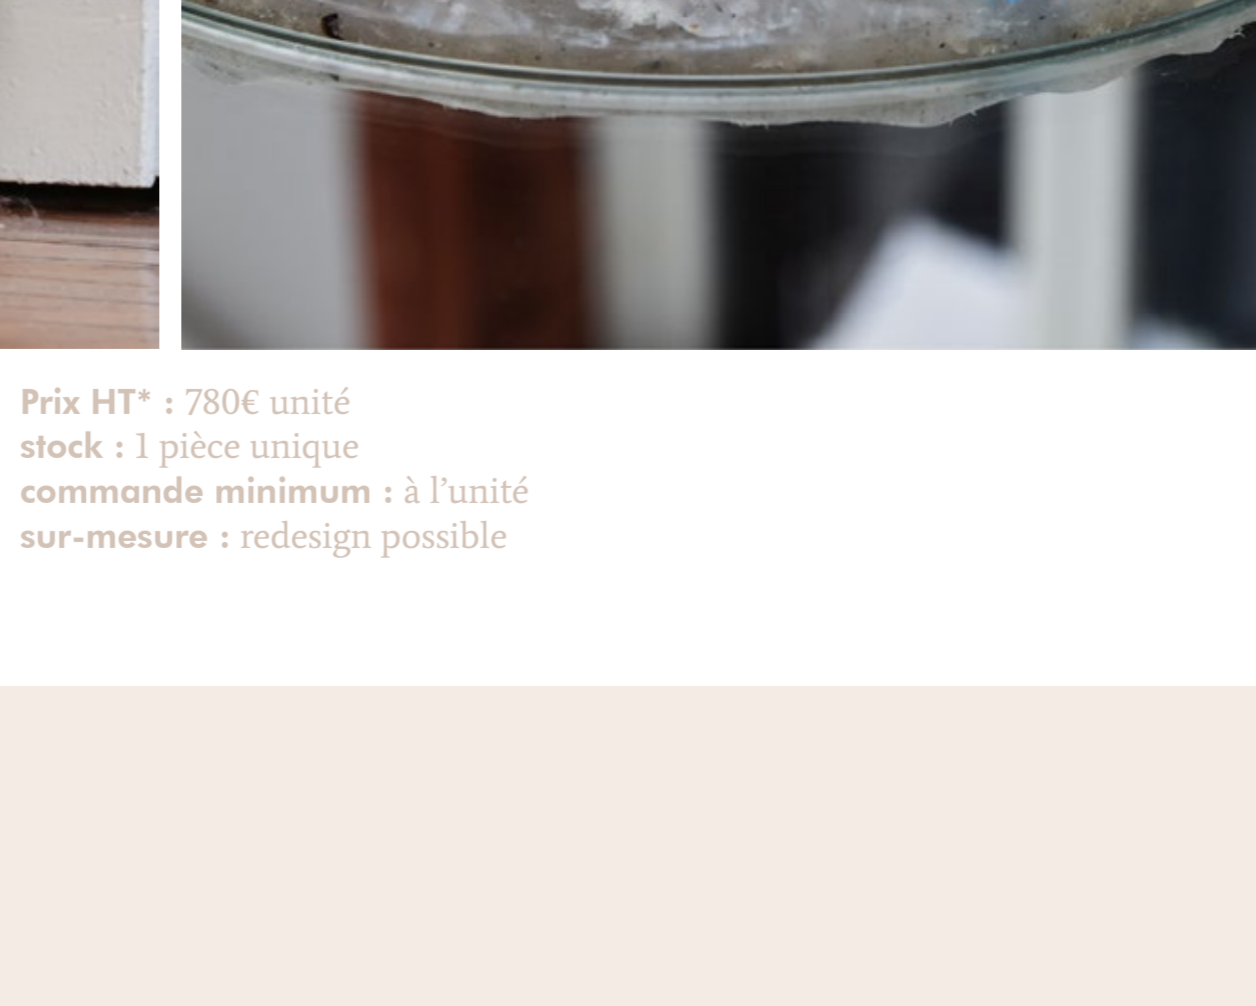 Prix HT* : 780€ unité
stock : 1 pièce unique
commande minimum : à l’unité
sur-mesure : redesign possible